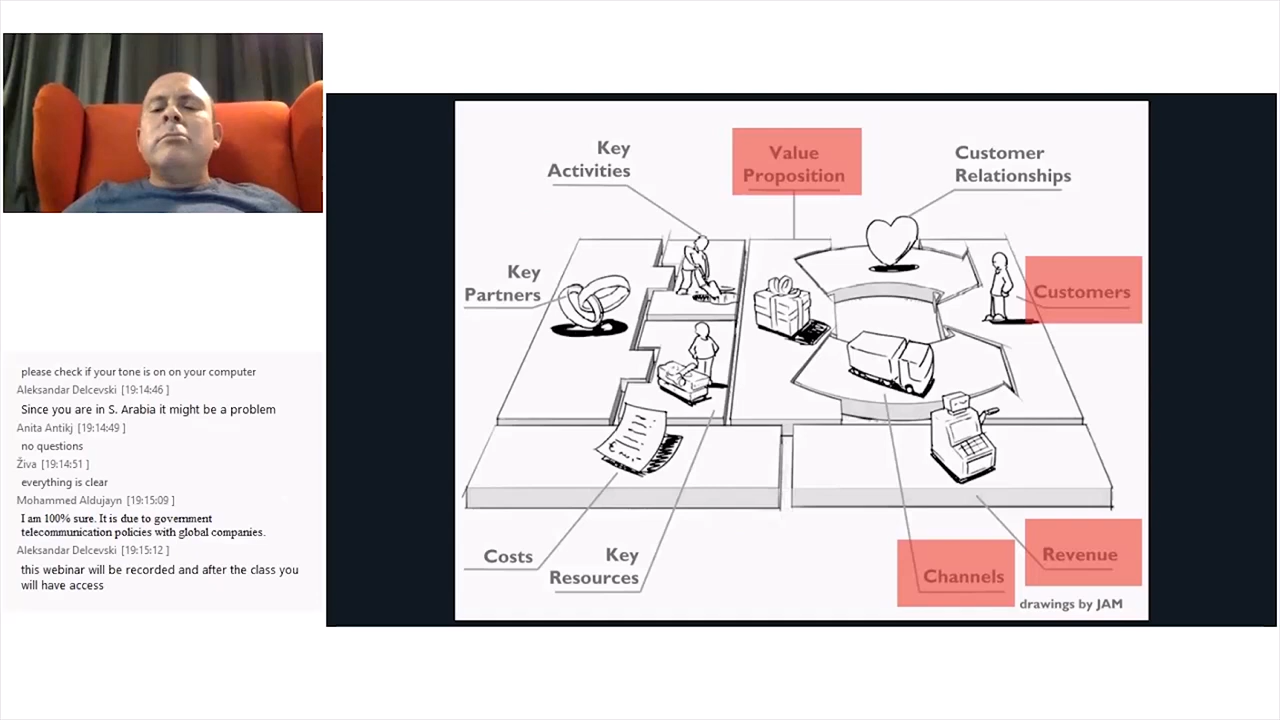 please check if your tone is on on your computer
Aleksandar Delcevski [19:14:46 ]
Since you are in S. Arabia it might be a problem
Anita Antikj [19:14:49 ]
no questions
Živa [19:14:51 ]
everything is clear
Mohammed Aldujayn [19:15:09 ]
I am 100% sure. It is due to government
telecommunication policies with global companies.
Aleksandar Delcevski [19:15:12 ]
this webinar will be recorded and after the class you
will have access
Key
Activities
Value
Proposition
Customer
Relationships
Key
Partners
Customers
Costs
Key
Resources
Channels
Revenue
drawings by JAM